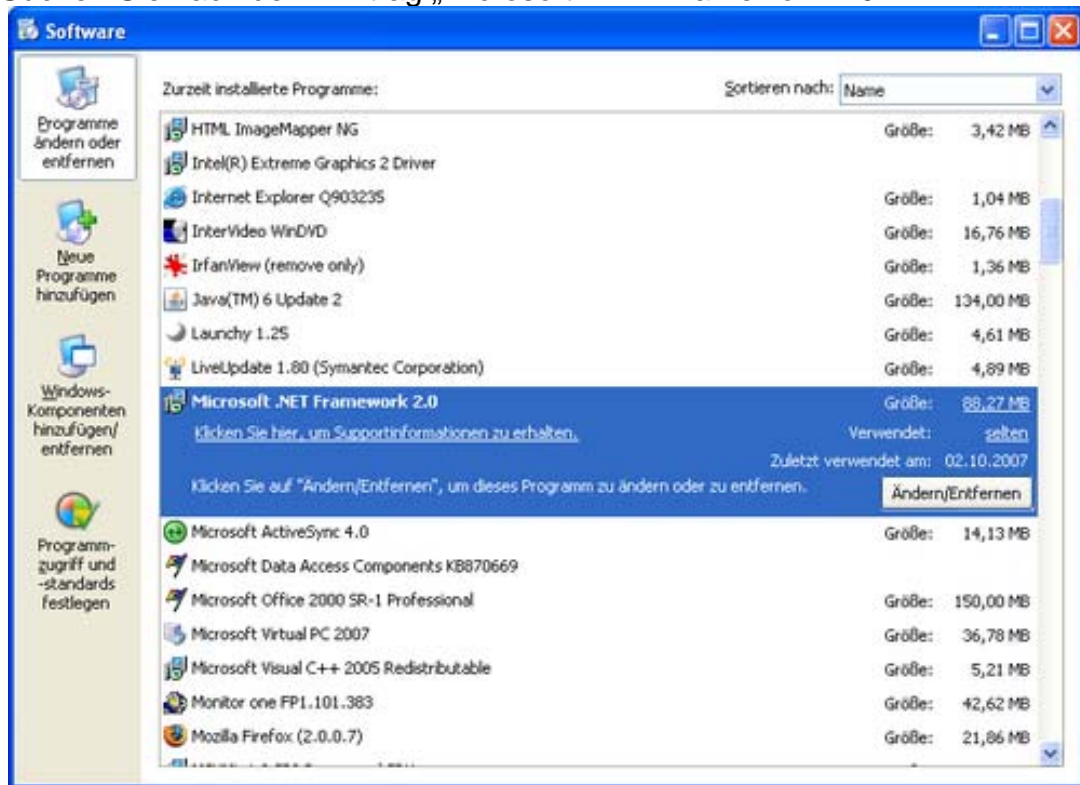 Software
Programme
ändern oder
entfernen
Neue
Programme
hinzufügen
Windows-
Komponenten
hinzufügen/
entfernen
Programm-
zugriff und
-standards
festlegen
Zurzeit installierte Programme: Sortieren nach: Name
HTML ImageMapper NG Größe: 3,42 MB
Intel(R) Extreme Graphics 2 Driver
Internet Explorer Q903235 Größe: 1,04 MB
InterVideo WinDVD Größe: 16,76 MB
IrfanView (remove only) Größe: 1,36 MB
Java(TM) 6 Update 2 Größe: 134,00 MB
Launchy 1.25 Größe: 4,61 MB
LiveUpdate 1.80 (Symantec Corporation) Größe: 4,89 MB
Microsoft .NET Framework 2.0 Größe: 88,27 MB
Klicken Sie hier, um Supportinformationen zu erhalten. Verwendet: selten
Zuletzt verwendet am: 02.10.2007
Klicken Sie auf "Ändern/Entfernen", um dieses Programm zu ändern oder zu entfernen. Ändern/Entfernen
Microsoft ActiveSync 4.0 Größe: 14,13 MB
Microsoft Data Access Components KB870669
Microsoft Office 2000 SR-1 Professional Größe: 150,00 MB
Microsoft Virtual PC 2007 Größe: 36,78 MB
Microsoft Visual C++ 2005 Redistributable Größe: 5,21 MB
Monitor one FP1.101.383 Größe: 42,62 MB
Mozilla Firefox (2.0.0.7) Größe: 21,86 MB